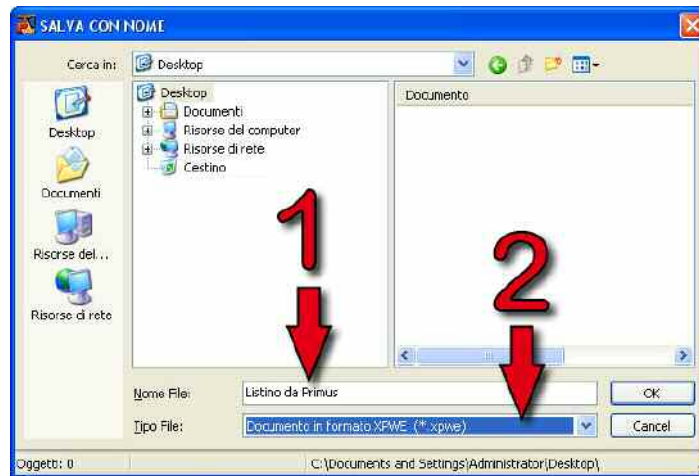 SALVA CON NOME
Cerca in:
Desktop
Desktop
Documenti
Risorse del computer
Risorse di rete
Cestino
Documento
Desktop
Documenti
Risorse del...
Risorse di rete
1
2
Nome File:
Listino da Primus
OK
Tipo File:
Documento in formato XPWE (*.xpwe)
Cancel
Oggetti: 0
C:\Documents and Settings\Administrator\Desktop\